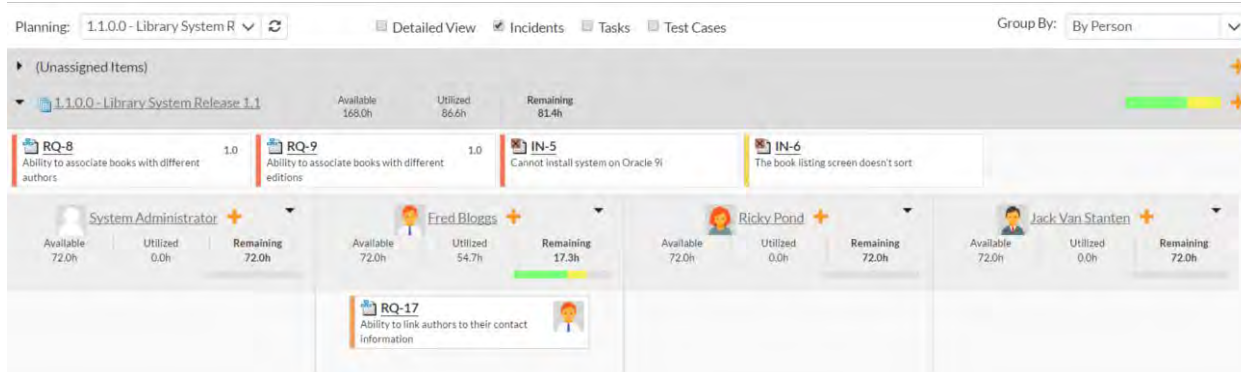 Planning: 1.1.0.0 - Library System R Detailed View Incidents Tasks Test Cases Group By: By Person
(Unassigned Items)
1.1.0.0 - Library System Release 1.1 Available Utilized Remaining
168.0h 86.6h 81.4h
RQ-8 1.0 RQ-9 1.0 IN-5 IN-6
Ability to associate books with different Ability to associate books with different Cannot install system on Oracle 9i The book listing screen doesn't sort
authors editions
System Administrator Fred Bloggs Ricky Pond Jack Van Stanten
Available Utilized Remaining Available Utilized Remaining Available Utilized Remaining Available Utilized Remaining
72.0h 0.0h 72.0h 72.0h 54.7h 17.3h 72.0h 0.0h 72.0h 72.0h 0.0h 72.0h
RQ-17
Ability to link authors to their contact
information